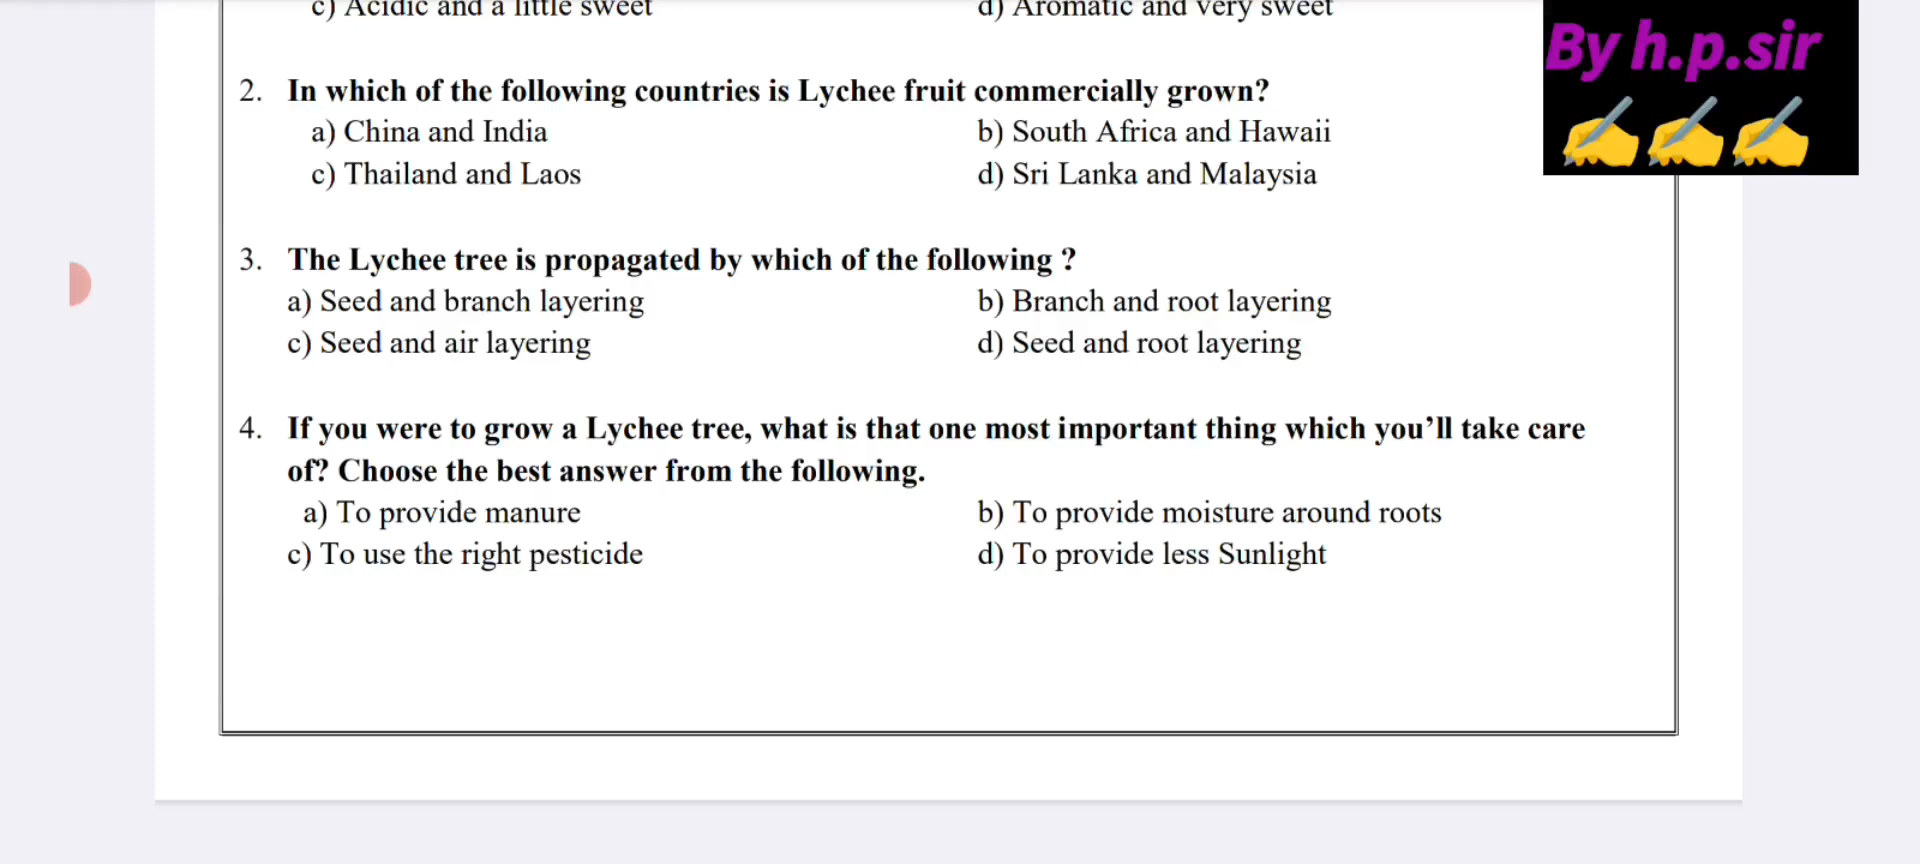 c) Acidic and a little sweet d) Aromatic and very sweet
By h.p.sir
2. In which of the following countries is Lychee fruit commercially grown?
a) China and India b) South Africa and Hawaii
c) Thailand and Laos d) Sri Lanka and Malaysia
3. The Lychee tree is propagated by which of the following ?
a) Seed and branch layering b) Branch and root layering
c) Seed and air layering d) Seed and root layering
4. If you were to grow a Lychee tree, what is that one most important thing which you’ll take care
of? Choose the best answer from the following.
a) To provide manure b) To provide moisture around roots
c) To use the right pesticide d) To provide less Sunlight